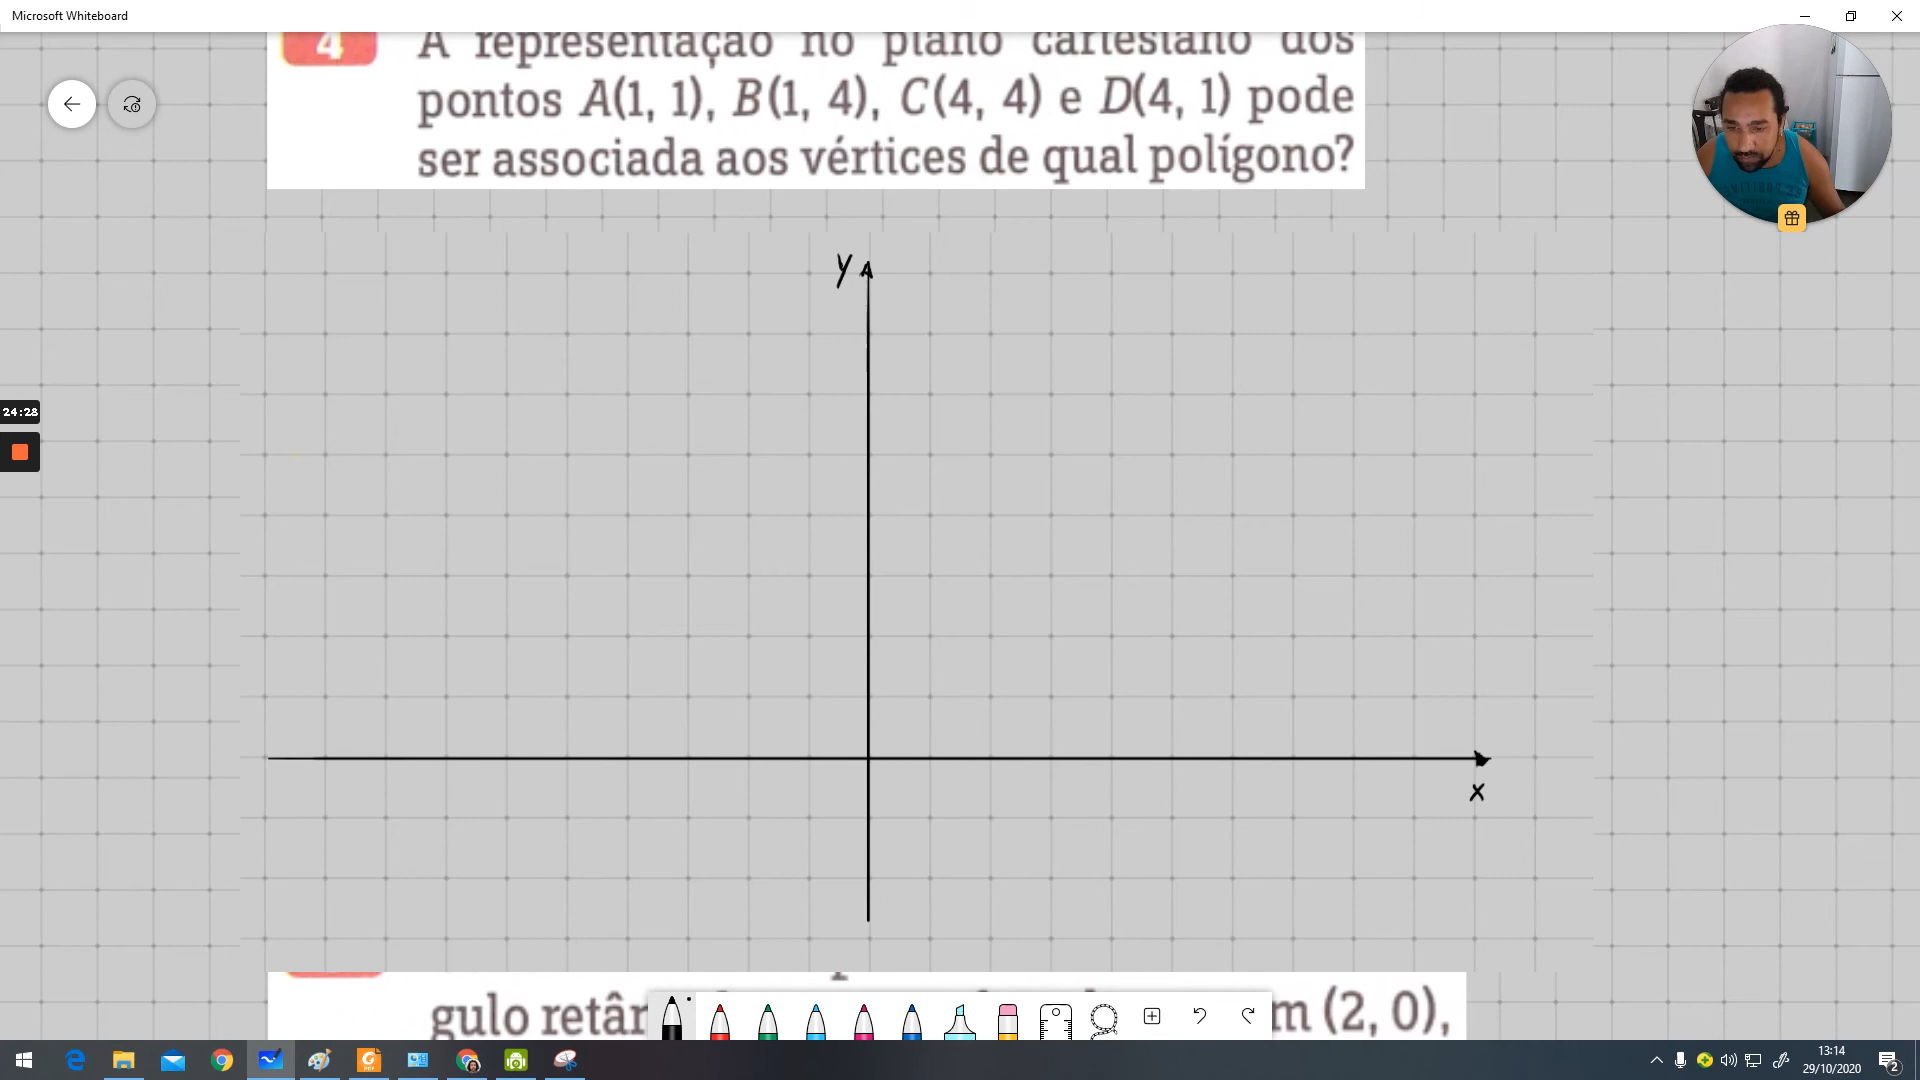 Microsoft Whiteboard
4 A representação no plano cartesiano dos
pontos A(1, 1), B(1, 4), C(4, 4) e D(4, 1) pode
ser associada aos vértices de qual polígono?
y
24:28
x
gulo retân
m (2, 0),
13:14
29/10/2020
2